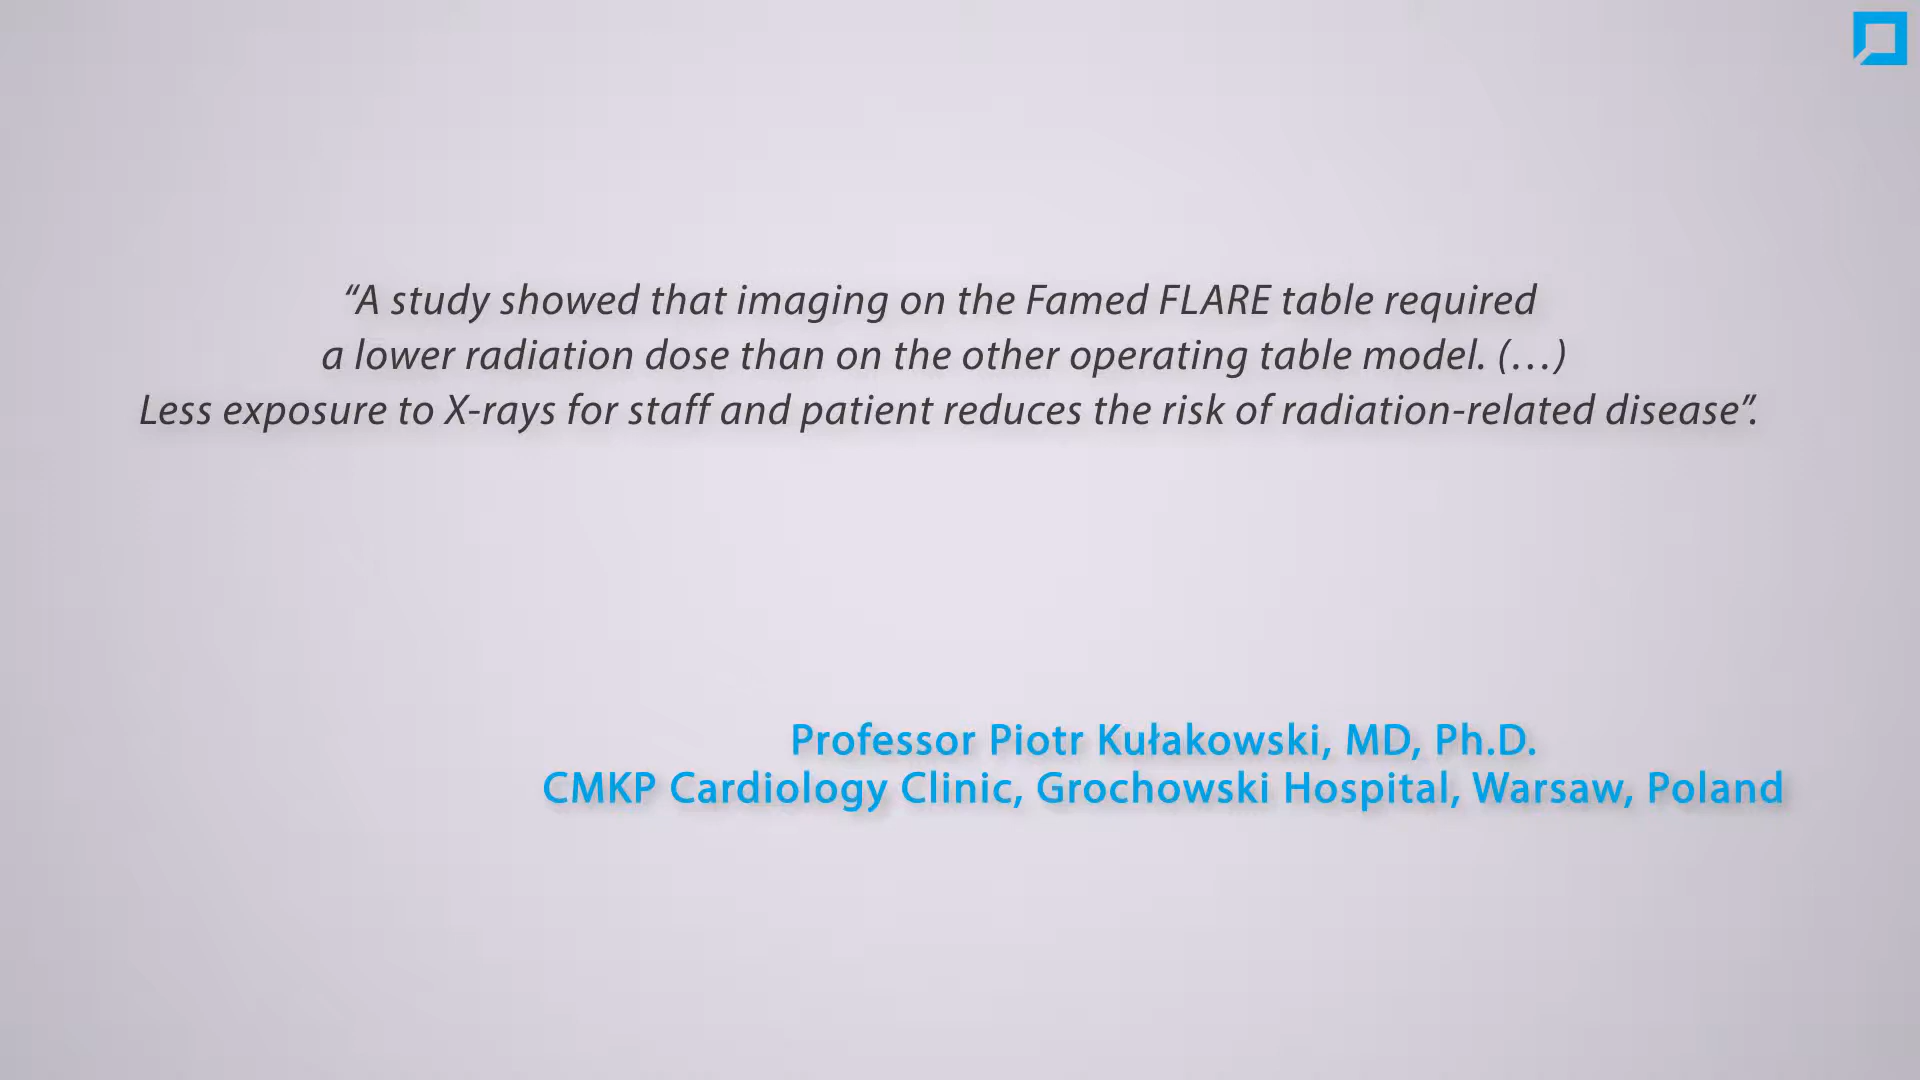 “A study showed that imaging on the Famed FLARE table required
a lower radiation dose than on the other operating table model. (…)
Less exposure to X-rays for staff and patient reduces the risk of radiation-related disease”.
Professor Piotr Kułakowski, MD, Ph.D.
CMKP Cardiology Clinic, Grochowski Hospital, Warsaw, Poland